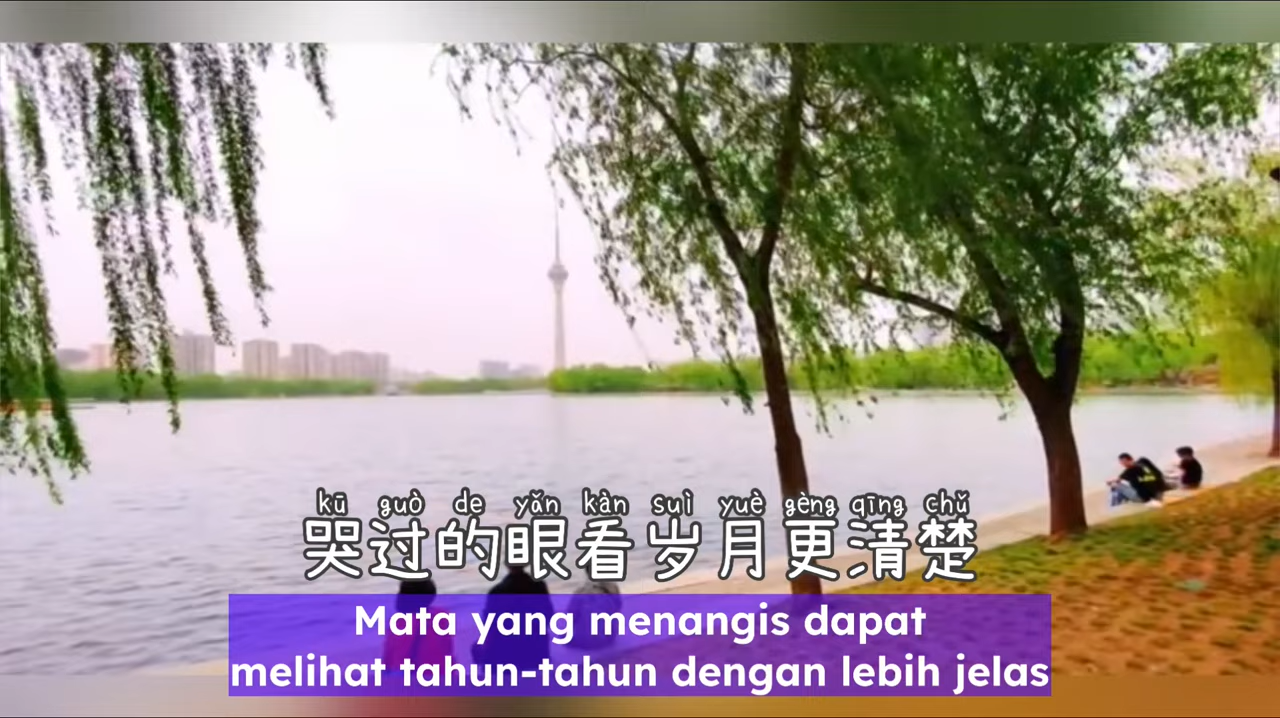 kū guò de yǎn kàn suì yuè gèng qīng chǔ
哭过的眼看岁月更清楚
Mata yang menangis dapat
melihat tahun-tahun dengan lebih jelas